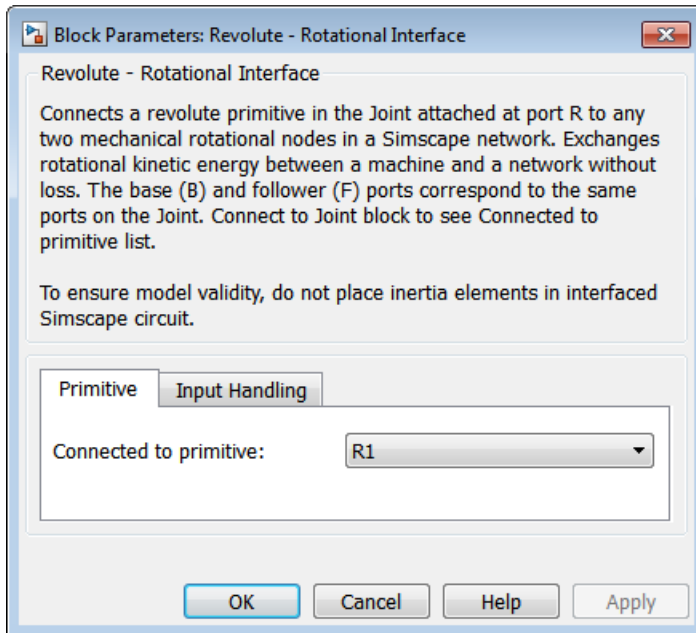 Block Parameters: Revolute - Rotational Interface
Revolute - Rotational Interface
Connects a revolute primitive in the Joint attached at port R to any
two mechanical rotational nodes in a Simscape network. Exchanges
rotational kinetic energy between a machine and a network without
loss. The base (B) and follower (F) ports correspond to the same
ports on the Joint. Connect to Joint block to see Connected to
primitive list.
To ensure model validity, do not place inertia elements in interfaced
Simscape circuit.
Primitive Input Handling
Connected to primitive: R1
OK Cancel Help Apply